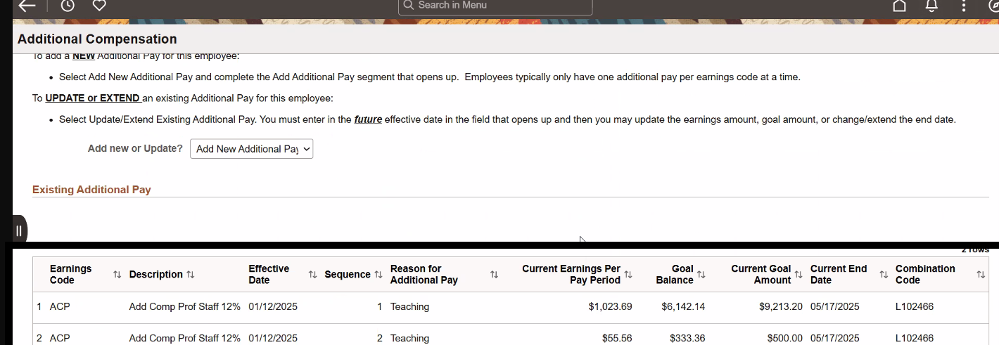 Search in Menu
Additional Compensation
To add a NEW Additional Pay for this employee:
• Select Add New Additional Pay and complete the Add Additional Pay segment that opens up. Employees typically only have one additional pay per earnings code at a time.
To UPDATE or EXTEND an existing Additional Pay for this employee:
• Select Update/Extend Existing Additional Pay. You must enter in the future effective date in the field that opens up and then you may update the earnings amount, goal amount, or change/extend the end date.
Add new or Update? Add New Additional Pay
Existing Additional Pay
2 rows
Earnings Code Description Effective Date Sequence Reason for Additional Pay Current Earnings Per Pay Period Goal Balance Current Goal Amount Current End Date Combination Code
1 ACP Add Comp Prof Staff 12% 01/12/2025 1 Teaching $1,023.69 $6,142.14 $9,213.20 05/17/2025 L102466
2 ACP Add Comp Prof Staff 12% 01/12/2025 2 Teaching $55.56 $333.36 $500.00 05/17/2025 L102466